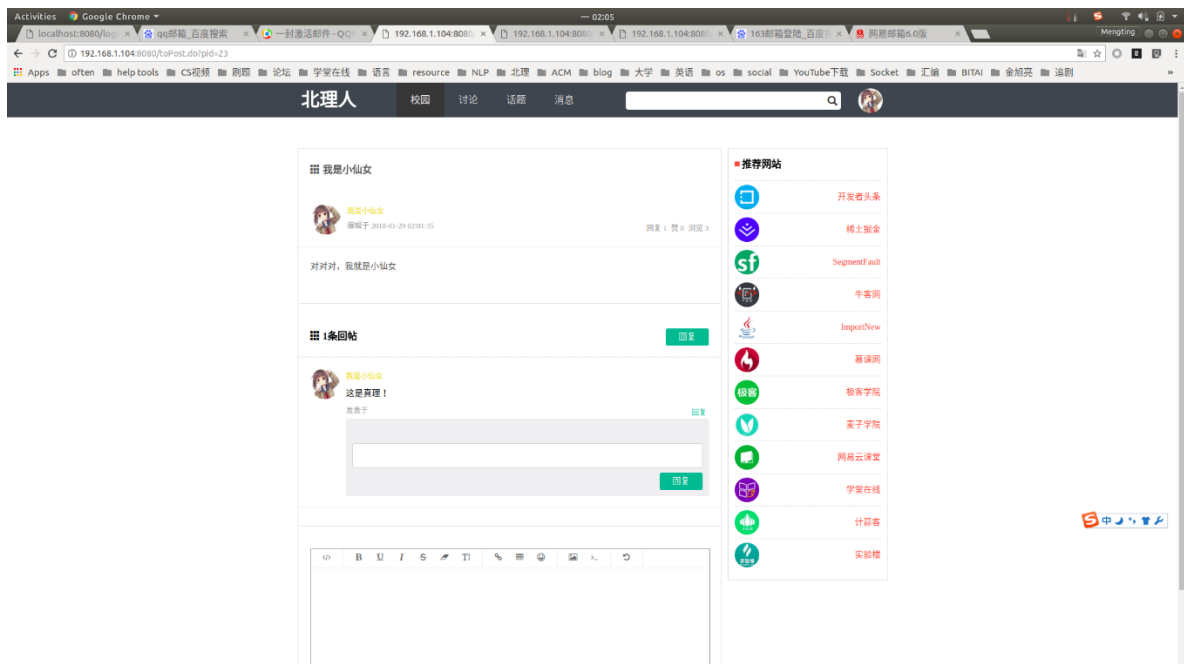 Activities Google Chrome — 02:05
localhost:8080/log qq邮箱_百度搜索 一封激活邮件 - QQ 192.168.1.104:8080 192.168.1.104:8080 192.168.1.104:8080 163邮箱登陆_百度 网易邮箱6.0版 Mengting
192.168.1.104:8080/toPost.do?pid=23
Apps often help tools CS视频 刷题 论坛 学堂在线 语言 resource NLP 北理 ACM blog 大学 英语 os social YouTube下载 Socket 汇编 BITAI 金旭亮 追剧 »
北理人 校园 讨论 话题 消息
我是小仙女
我是小仙女
编辑于 2018-01-29 02:01:35 回复 1 赞 0 浏览 3
对对对，我就是小仙女
1条回帖 回复
我是小仙女
这是真理！
发表于 回复
回复
B U I S TI
推荐网站
开发者头条
稀土掘金
sf SegmentFault
牛客网
ImportNew
慕课网
极客 极客学院
麦子学院
网易云课堂
学堂在线
计蒜客
实验楼 实验楼
S 中